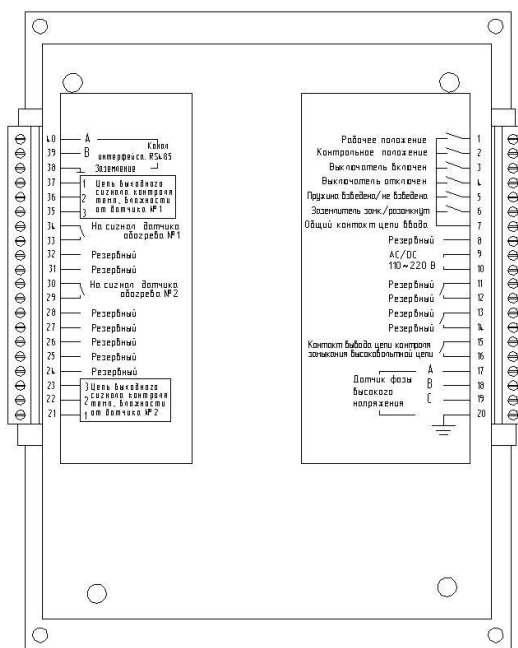 40 А
39 В
Канал
интерфейса RS485
38 Заземление
37 1 Цепь выходного
сигнала контроля
36 2 темп., влажности
35 3 от датчика №1
34 На сигнал датчика
33 обогрева №1
32 Резервный
31 Резервный
30 На сигнал датчика
29 обогрева №2
28 Резервный
27 Резервный
26 Резервный
25 Резервный
24 Резервный
23 3 Цепь выходного
сигнала контроля
22 2 темп., влажности
21 1 от датчика №2
Рабочее положение 1
Контрольное положение 2
Выключатель включен 3
Выключатель отключен 4
Пружина взведена/не взведена 5
Заземлитель замк./разомкнут 6
Общий контакт цепи ввода 7
Резервный 8
AC/DC 9
110~220 В 10
Резервный 11
Резервный 12
Резервный 13
Резервный 14
Контакт вывода цепи контроля 15
замыкания высоковольтной цепи 16
А 17
Датчик фазы В 18
высокого
напряжения С 19
20